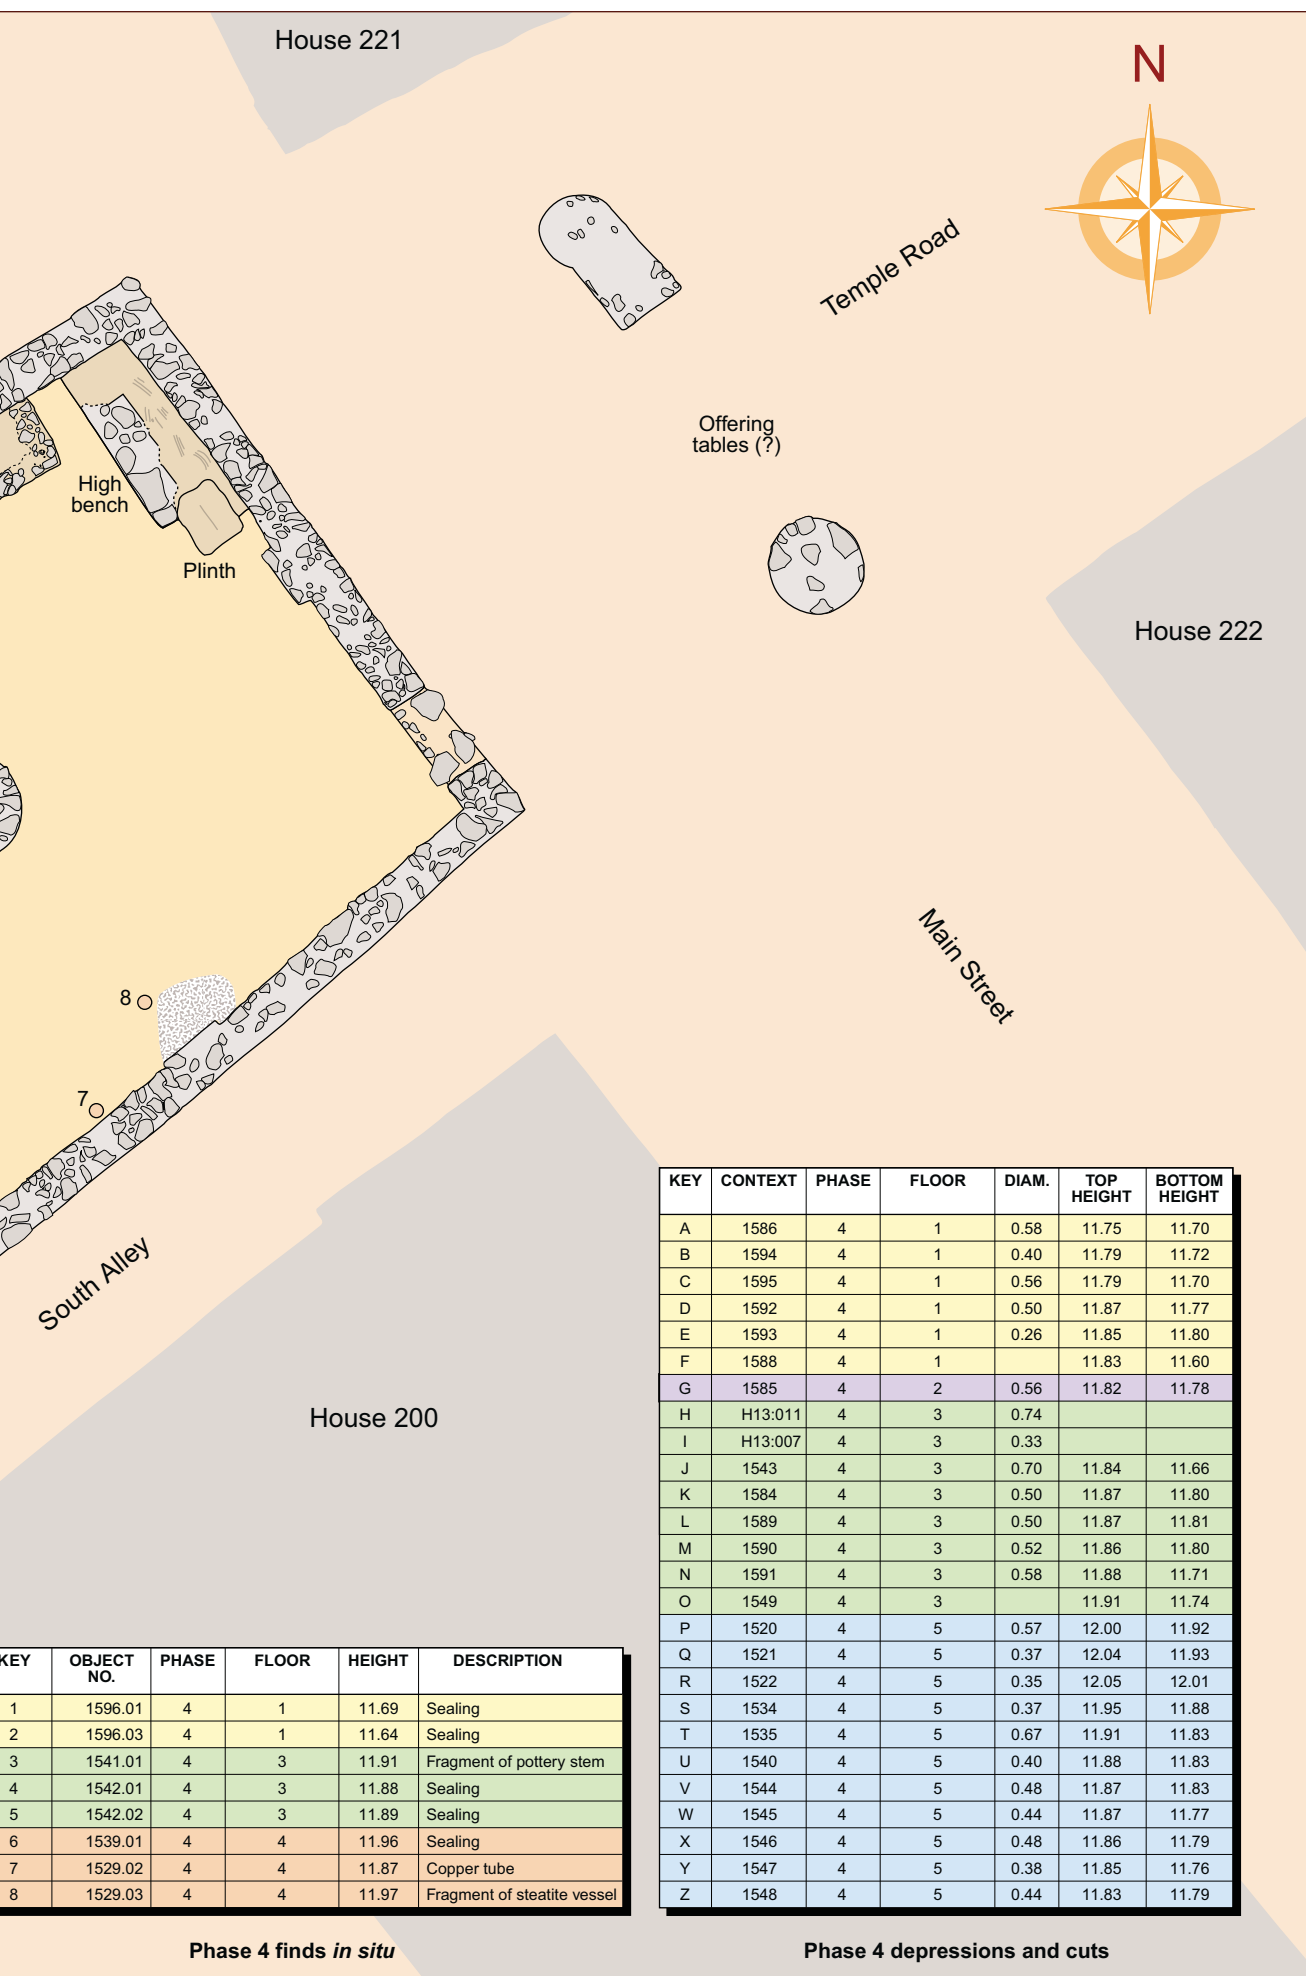 House 221
N
Temple Road
Offering
tables (?)
High
bench
Plinth
House 222
Main Street
8
7
South Alley
House 200
KEY CONTEXT PHASE FLOOR DIAM. TOP HEIGHT BOTTOM HEIGHT
A 1586 4 1 0.58 11.75 11.70
B 1594 4 1 0.40 11.79 11.72
C 1595 4 1 0.56 11.79 11.70
D 1592 4 1 0.50 11.87 11.77
E 1593 4 1 0.26 11.85 11.80
F 1588 4 1 11.83 11.60
G 1585 4 2 0.56 11.82 11.78
H H13:011 4 3 0.74
I H13:007 4 3 0.33
J 1543 4 3 0.70 11.84 11.66
K 1584 4 3 0.50 11.87 11.80
L 1589 4 3 0.50 11.87 11.81
M 1590 4 3 0.52 11.86 11.80
N 1591 4 3 0.58 11.88 11.71
O 1549 4 3 11.91 11.74
P 1520 4 5 0.57 12.00 11.92
Q 1521 4 5 0.37 12.04 11.93
R 1522 4 5 0.35 12.05 12.01
S 1534 4 5 0.37 11.95 11.88
T 1535 4 5 0.67 11.91 11.83
U 1540 4 5 0.40 11.88 11.83
V 1544 4 5 0.48 11.87 11.83
W 1545 4 5 0.44 11.87 11.77
X 1546 4 5 0.48 11.86 11.79
Y 1547 4 5 0.38 11.85 11.76
Z 1548 4 5 0.44 11.83 11.79
Phase 4 depressions and cuts
KEY OBJECT NO. PHASE FLOOR HEIGHT DESCRIPTION
1 1596.01 4 1 11.69 Sealing
2 1596.03 4 1 11.64 Sealing
3 1541.01 4 3 11.91 Fragment of pottery stem
4 1542.01 4 3 11.88 Sealing
5 1542.02 4 3 11.89 Sealing
6 1539.01 4 4 11.96 Sealing
7 1529.02 4 4 11.87 Copper tube
8 1529.03 4 4 11.97 Fragment of steatite vessel
Phase 4 finds in situ